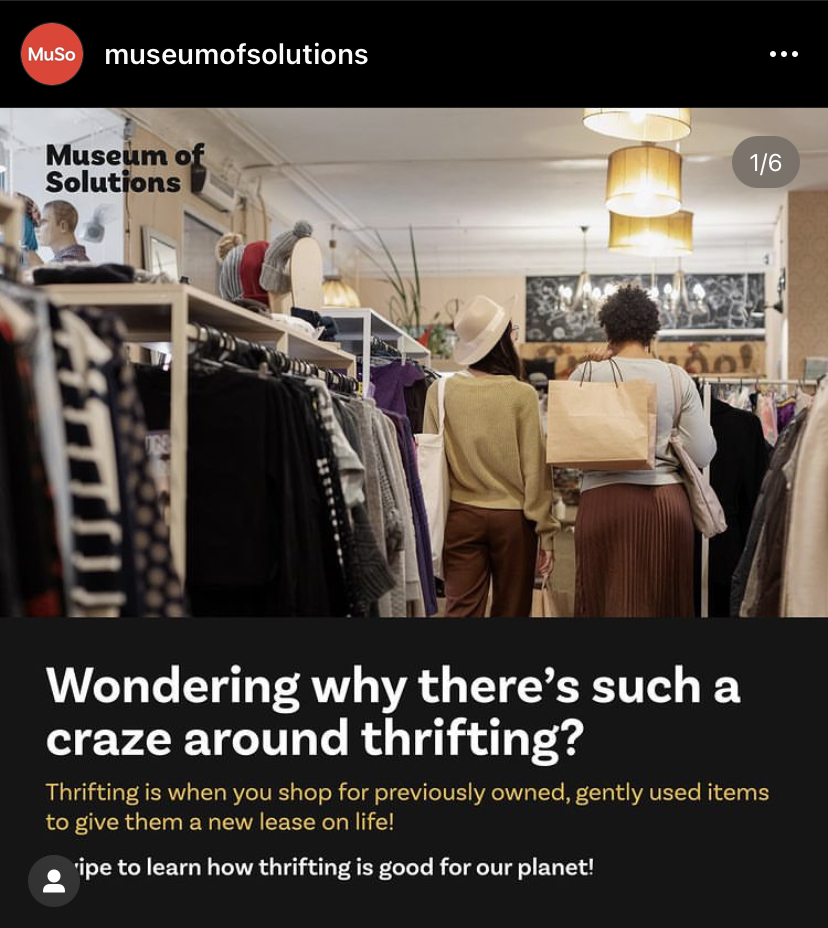 MuSo
museumofsolutions
Museum of
Solutions
1/6
Wondering why there’s such a
craze around thrifting?
Thrifting is when you shop for previously owned, gently used items
to give them a new lease on life!
to learn how thrifting is good for our planet!